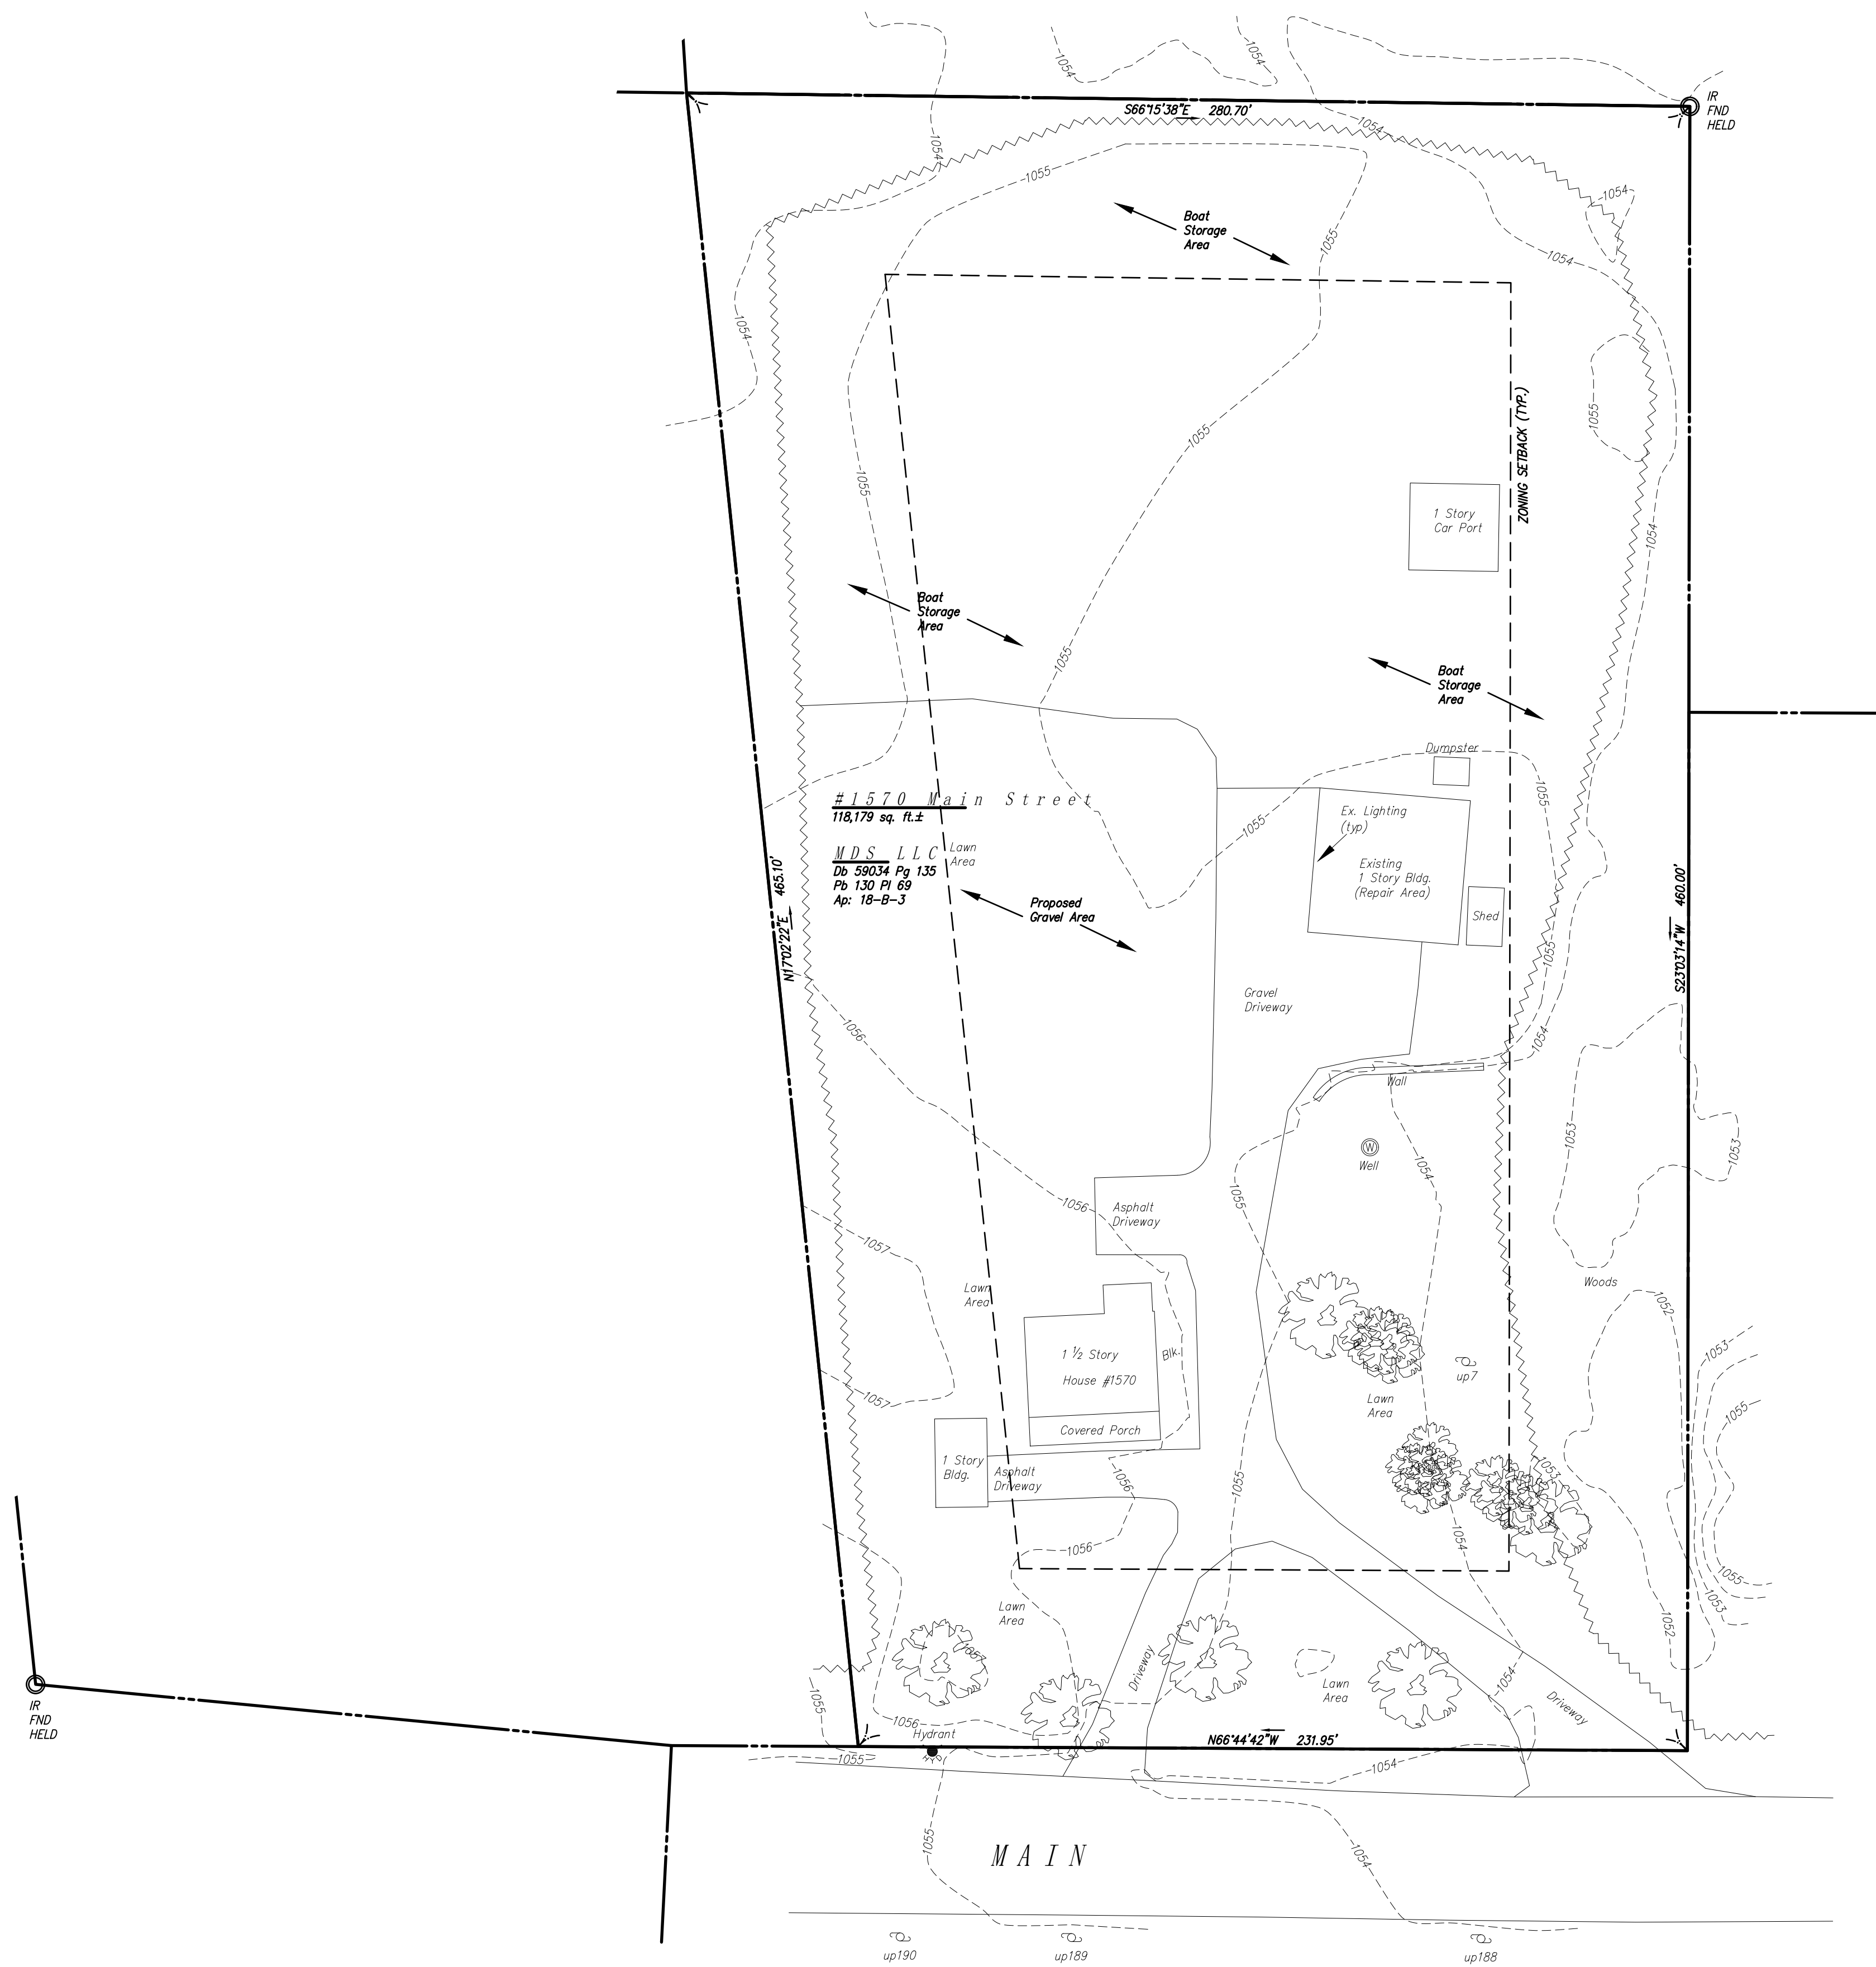 1054
1054
IR
FND
HELD
S66°15'38"E 280.70'
1054
1054
1055
1054
Boat
Storage
Area
1055
1054
1054
1055
1055
ZONING SETBACK (TYP.)
1055
1055
1 Story
Car Port
1054
Boat
Storage
Area
1055
Boat
Storage
Area
Dumpster
1055
#1570 Main Street
118,179 sq. ft.±
Ex. Lighting
(typ)
1055
MDS LLC
Lawn
Area
Db 59034 Pg 135
Pb 130 Pl 69
Ap: 18-B-3
N17°02'22"E 465.10'
Existing
1 Story Bldg.
(Repair Area)
S23°03'14"W 460.00'
Proposed
Gravel Area
Shed
1055
Gravel
Driveway
1056
1054
Wall
1053
1053
W
Well
1054
1055
1056
Asphalt
Driveway
1057
Woods
Lawn
Area
1052
1053
1 ½ Story
House #1570
Blk.
up7
1057
Lawn
Area
1055
Covered Porch
1 Story
Bldg.
Asphalt
Driveway
1056
1055
1053
1054
1056
1055
1053
Lawn
Area
1052
1057
Driveway
1054
Lawn
Area
Driveway
1055
IR
FND
HELD
1056
Hydrant
HYD
N66°44'42"W 231.95'
1055
1054
1055
MAIN
1054
up190
up189
up188